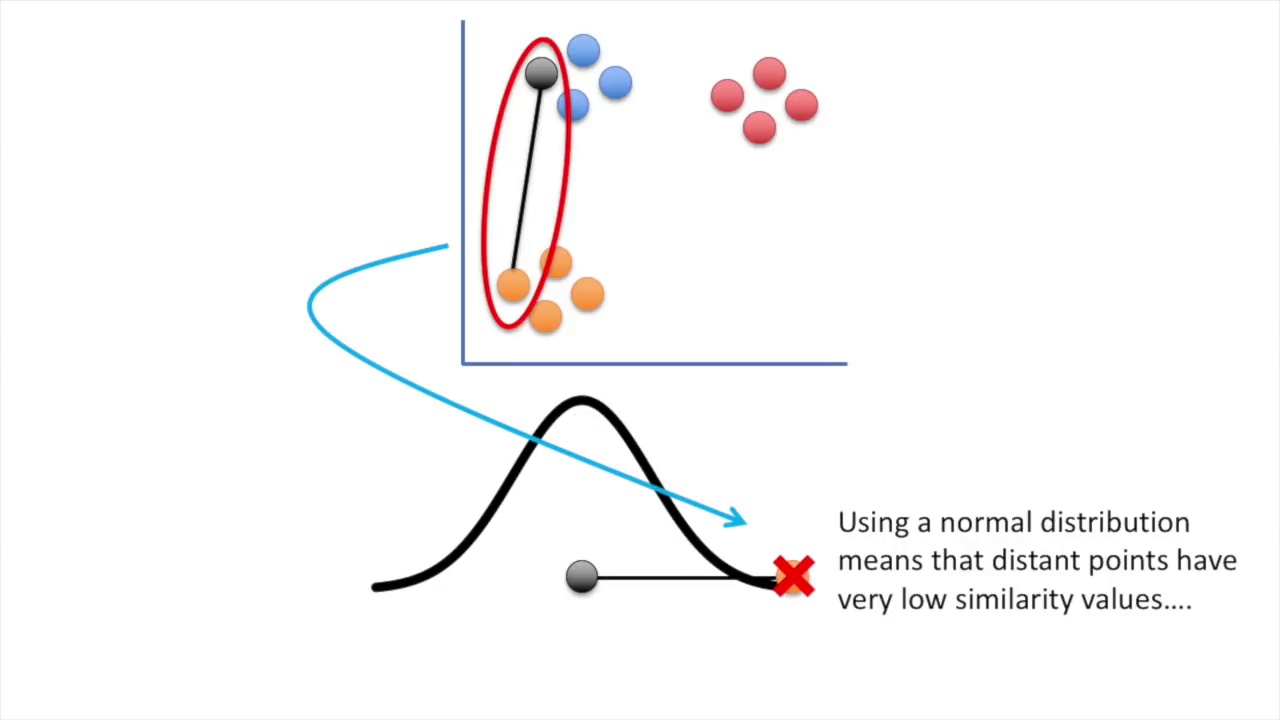 Using a normal distribution
means that distant points have
very low similarity values….